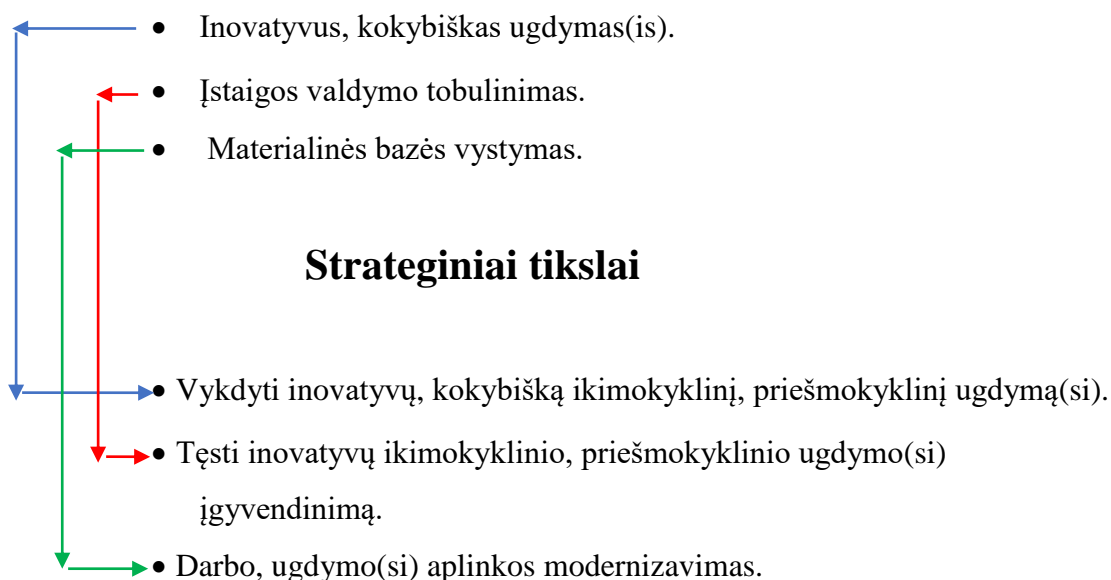 • Inovatyvus, kokybiškas ugdymas(is).
• Įstaigos valdymo tobulinimas.
• Materialinės bazės vystymas.
Strateginiai tikslai
• Vykdyti inovatyvų, kokybišką ikimokyklinį, priešmokyklinį ugdymą(si).
• Tęsti inovatyvų ikimokyklinio, priešmokyklinio ugdymo(si)
įgyvendinimą.
• Darbo, ugdymo(si) aplinkos modernizavimas.